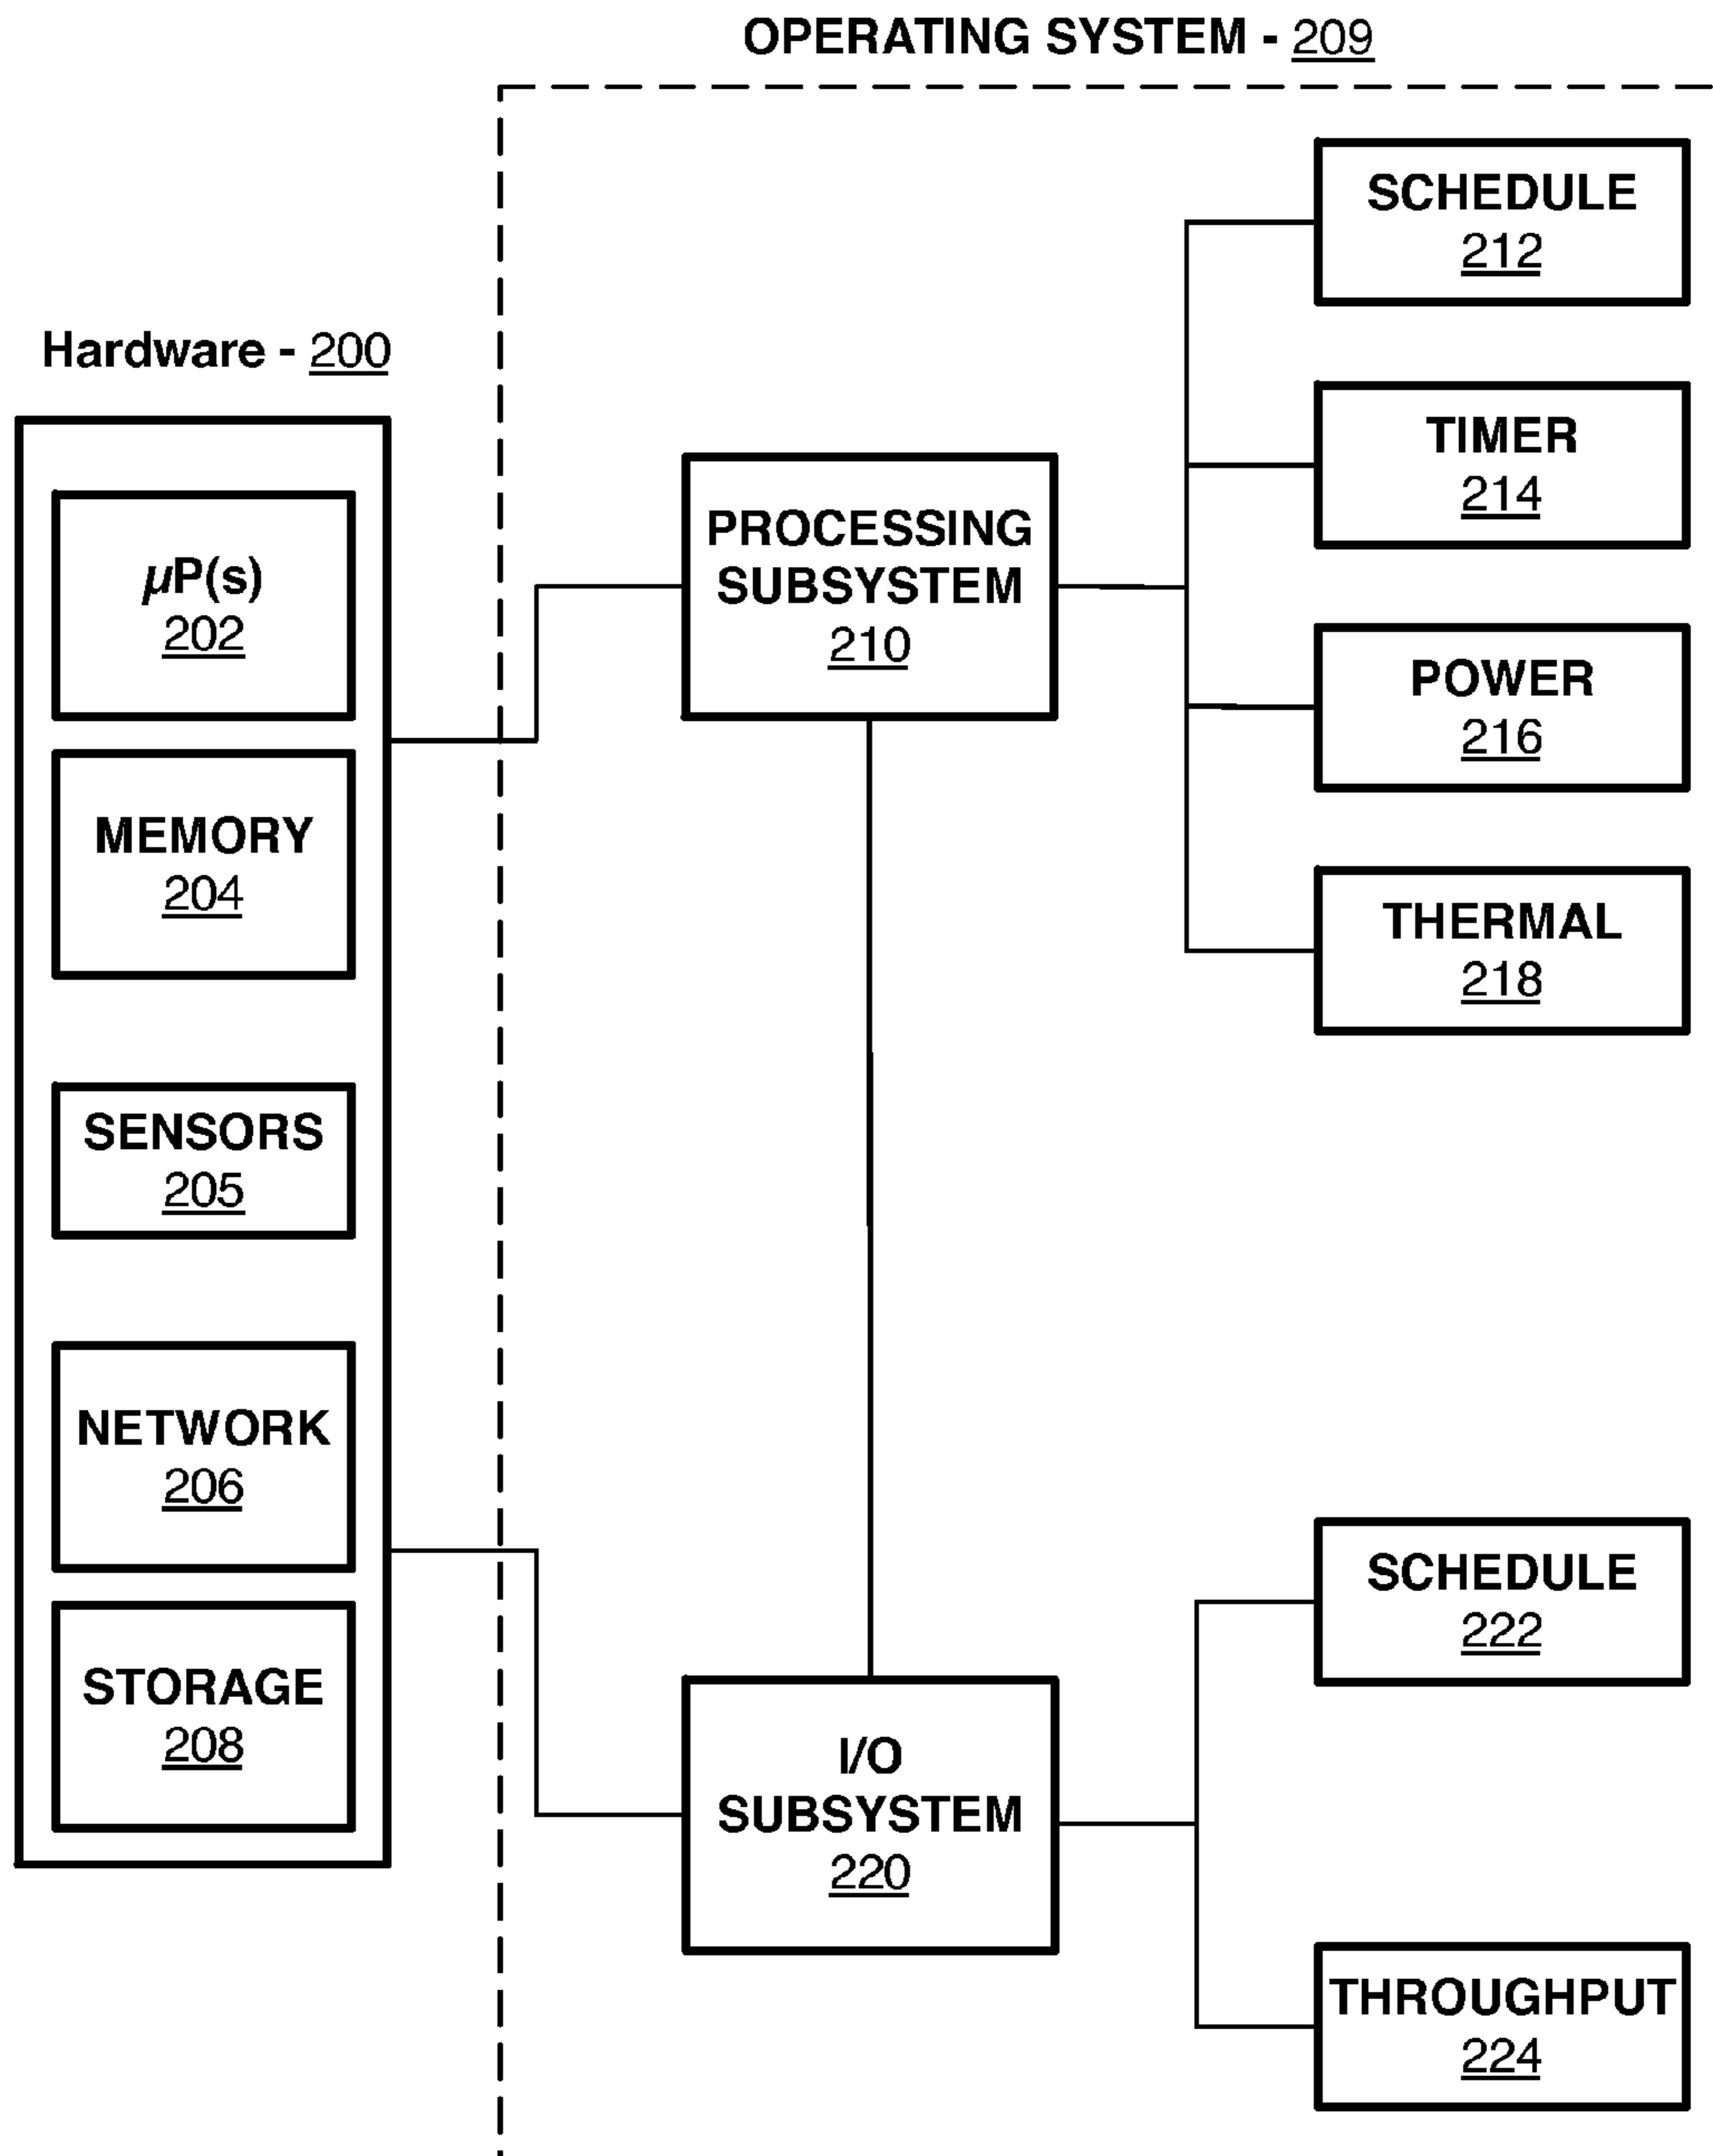 OPERATING SYSTEM - 209
Hardware - 200
µP(s)
202
MEMORY
204
SENSORS
205
NETWORK
206
STORAGE
208
PROCESSING
SUBSYSTEM
210
I/O
SUBSYSTEM
220
SCHEDULE
212
TIMER
214
POWER
216
THERMAL
218
SCHEDULE
222
THROUGHPUT
224